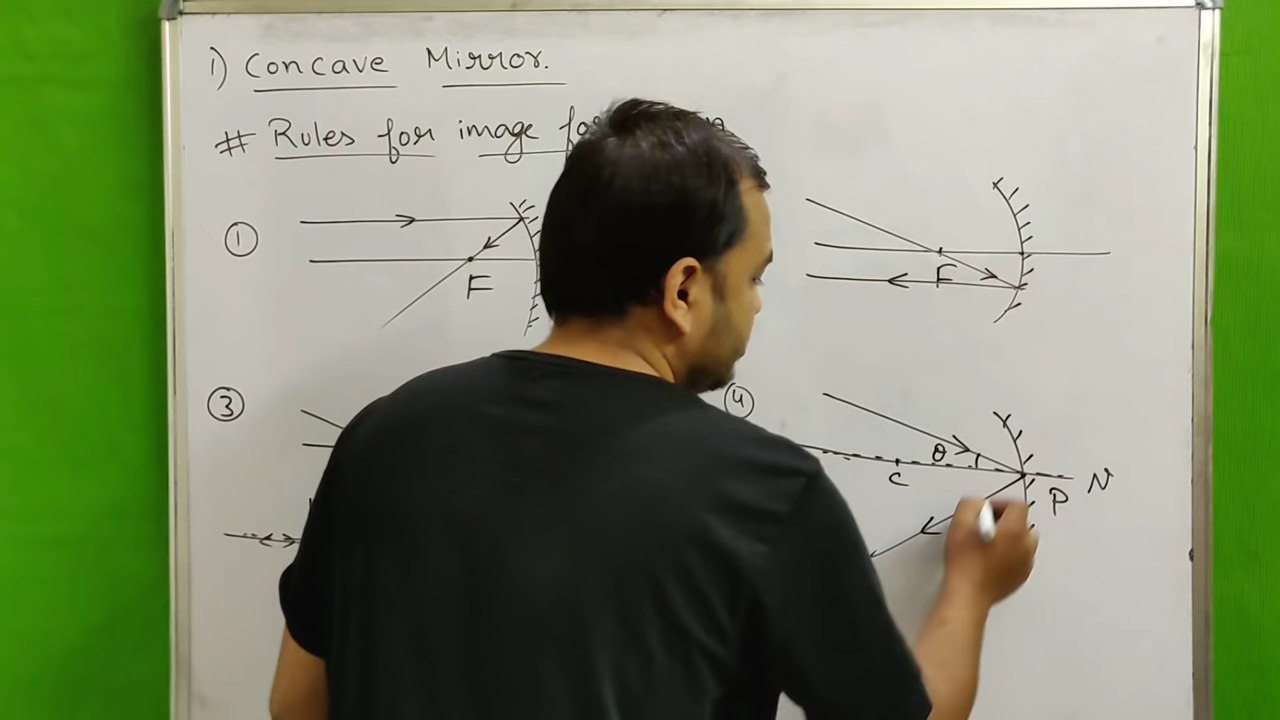 1) Concave Mirror.
# Rules for image
①
F
F
③
④
θ
C
P
N